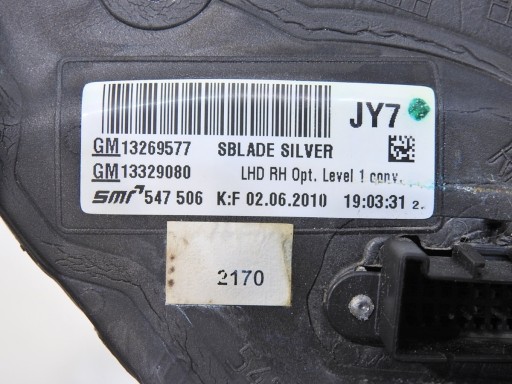 JY7
GM13269577 SBLADE SILVER
GM13329080 LHD RH Opt. Level 1 conv.
smr 547 506 K:F 02.06.2010 19:03:31 2.
2170